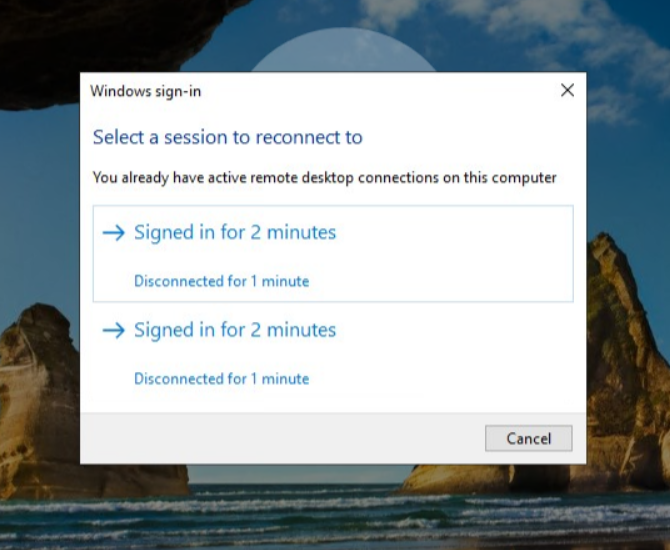 Windows sign-in
Select a session to reconnect to
You already have active remote desktop connections on this computer
Signed in for 2 minutes
Disconnected for 1 minute
Signed in for 2 minutes
Disconnected for 1 minute
Cancel